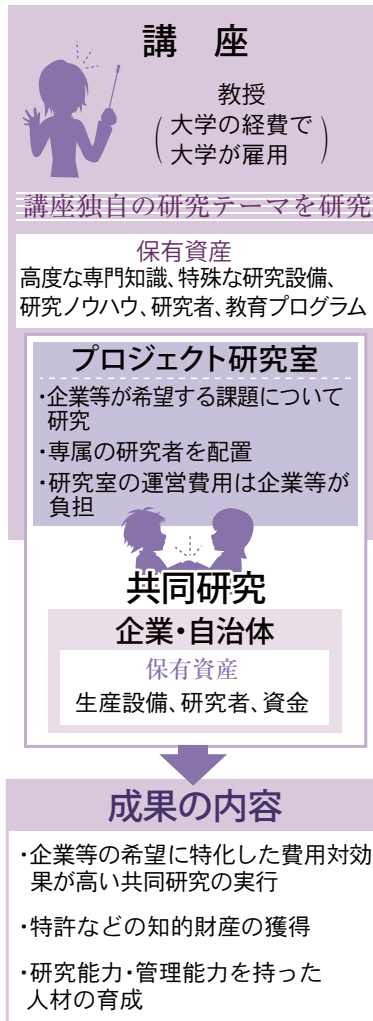 講 座
教授
(大学の経費で
大学が雇用)
講座独自の研究テーマを研究
保有資産
高度な専門知識、特殊な研究設備、
研究ノウハウ、研究者、教育プログラム
プロジェクト研究室
・企業等が希望する課題について
研究
・専属の研究者を配置
・研究室の運営費用は企業等が
負担
共同研究
企業・自治体
保有資産
生産設備、研究者、資金
成果の内容
・企業等の希望に特化した費用対効
果が高い共同研究の実行
・特許などの知的財産の獲得
・研究能力・管理能力を持った
人材の育成